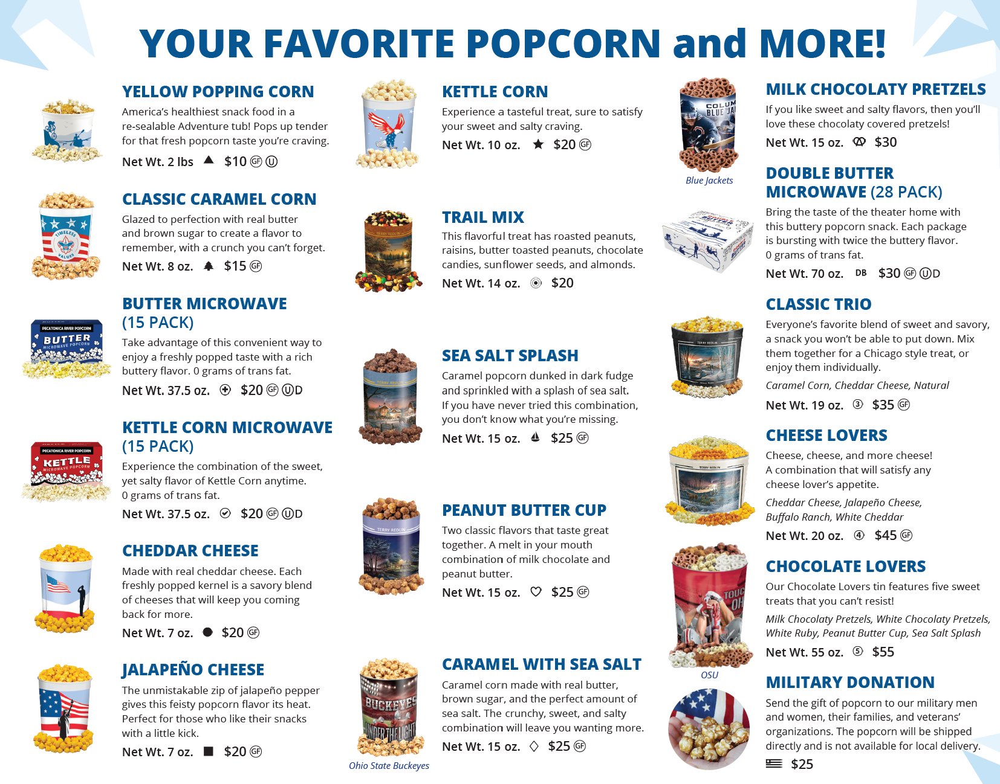 YOUR FAVORITE POPCORN and MORE!
YELLOW POPPING CORN
America's healthiest snack food in a
re-sealable Adventure tub! Pops up tender
for that fresh popcorn taste you're craving.
Net Wt. 2 lbs ▲ $10 GF U
CLASSIC CARAMEL CORN
TIMELESS
VALUES
Glazed to perfection with real butter
and brown sugar to create a flavor to
remember, with a crunch you can't forget.
Net Wt. 8 oz. $15 GF
BUTTER MICROWAVE
(15 PACK)
PECATONICA RIVER POPCORN
BUTTER
MICROWAVE POPCORN
Take advantage of this convenient way to
enjoy a freshly popped taste with a rich
buttery flavor. 0 grams of trans fat.
Net Wt. 37.5 oz. $20 GF U D
KETTLE CORN MICROWAVE
(15 PACK)
PECATONICA RIVER POPCORN
KETTLE
MICROWAVE POPCORN
Experience the combination of the sweet,
yet salty flavor of Kettle Corn anytime.
0 grams of trans fat.
Net Wt. 37.5 oz. $20 GF U D
CHEDDAR CHEESE
Made with real cheddar cheese. Each
freshly popped kernel is a savory blend
of cheeses that will keep you coming
back for more.
Net Wt. 7 oz. ● $20 GF
JALAPEÑO CHEESE
The unmistakable zip of jalapeño pepper
gives this feisty popcorn flavor its heat.
Perfect for those who like their snacks
with a little kick.
Net Wt. 7 oz. ■ $20 GF
KETTLE CORN
Experience a tasteful treat, sure to satisfy
your sweet and salty craving.
Net Wt. 10 oz. ★ $20 GF
TRAIL MIX
TERRY REDLIN
This flavorful treat has roasted peanuts,
raisins, butter toasted peanuts, chocolate
candies, sunflower seeds, and almonds.
Net Wt. 14 oz. $20
SEA SALT SPLASH
TERRY REDLIN
Caramel popcorn dunked in dark fudge
and sprinkled with a splash of sea salt.
If you have never tried this combination,
you don't know what you're missing.
Net Wt. 15 oz. $25 GF
PEANUT BUTTER CUP
TERRY REDLIN
Two classic flavors that taste great
together. A melt in your mouth
combination of milk chocolate and
peanut butter.
Net Wt. 15 oz. ♡ $25 GF
CARAMEL WITH SEA SALT
BUCKEYES
UNDER THE LIGHT
Caramel corn made with real butter,
brown sugar, and the perfect amount of
sea salt. The crunchy, sweet, and salty
combination will leave you wanting more.
Net Wt. 15 oz. ◇ $25 GF
Ohio State Buckeyes
MILK CHOCOLATY PRETZELS
COLUM
BLUE JA
If you like sweet and salty flavors, then you'll
love these chocolaty covered pretzels!
Net Wt. 15 oz. $30
Blue Jackets
DOUBLE BUTTER
MICROWAVE (28 PACK)
Bring the taste of the theater home with
this buttery popcorn snack. Each package
is bursting with twice the buttery flavor.
0 grams of trans fat.
Net Wt. 70 oz. DB $30 GF U D
CLASSIC TRIO
TERRY REDLIN
Everyone's favorite blend of sweet and savory,
a snack you won't be able to put down. Mix
them together for a Chicago style treat, or
enjoy them individually.
Caramel Corn, Cheddar Cheese, Natural
Net Wt. 19 oz. 3 $35 GF
CHEESE LOVERS
TERRY REDLIN
Cheese, cheese, and more cheese!
A combination that will satisfy any
cheese lover's appetite.
Cheddar Cheese, Jalapeño Cheese,
Buffalo Ranch, White Cheddar
Net Wt. 20 oz. 4 $45 GF
CHOCOLATE LOVERS
TOUC
OH
Our Chocolate Lovers tin features five sweet
treats that you can't resist!
Milk Chocolaty Pretzels, White Chocolaty Pretzels,
White Ruby, Peanut Butter Cup, Sea Salt Splash
Net Wt. 55 oz. 5 $55
OSU
MILITARY DONATION
Send the gift of popcorn to our military men
and women, their families, and veterans'
organizations. The popcorn will be shipped
directly and is not available for local delivery.
$25